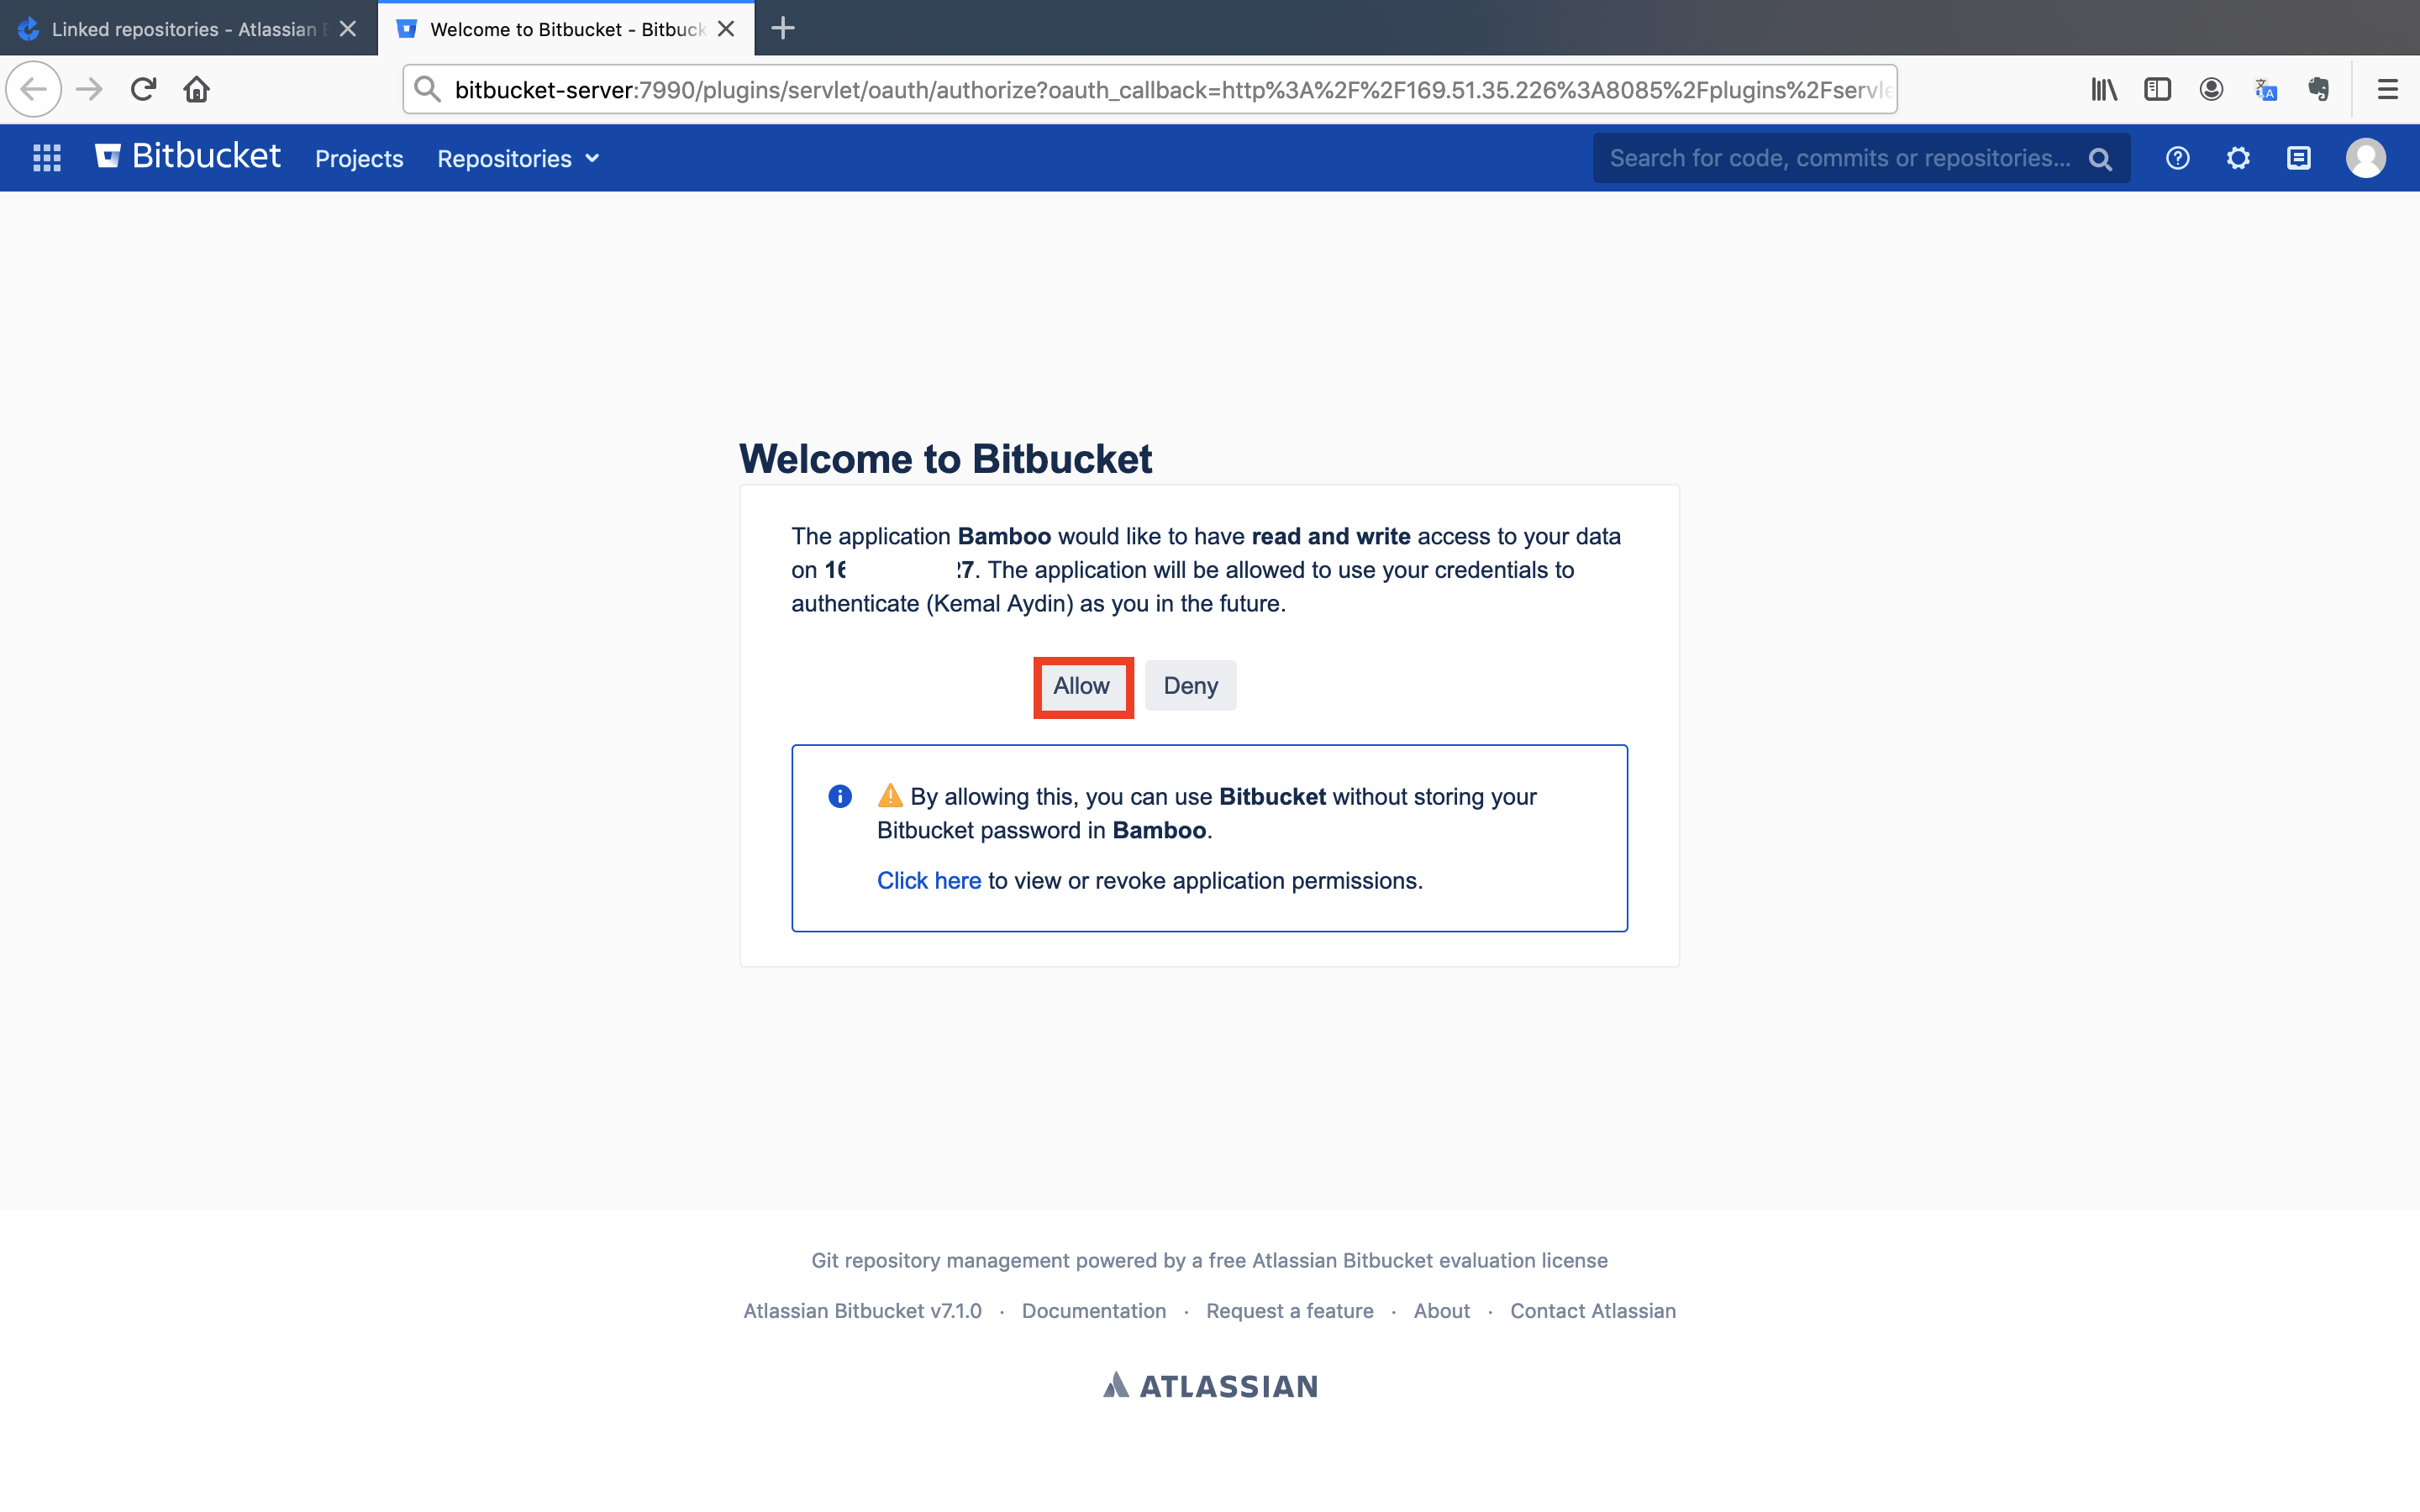 Linked repositories - Atlassian
Welcome to Bitbucket - Bitbuck
bitbucket-server:7990/plugins/servlet/oauth/authorize?oauth_callback=http%3A%2F%2F169.51.35.226%3A8085%2Fplugins%2Fservle
Bitbucket Projects Repositories Search for code, commits or repositories...
Welcome to Bitbucket
The application Bamboo would like to have read and write access to your data
on 16 27. The application will be allowed to use your credentials to
authenticate (Kemal Aydin) as you in the future.
Allow Deny
By allowing this, you can use Bitbucket without storing your
Bitbucket password in Bamboo.
Click here to view or revoke application permissions.
Git repository management powered by a free Atlassian Bitbucket evaluation license
Atlassian Bitbucket v7.1.0 · Documentation · Request a feature · About · Contact Atlassian
ATLASSIAN